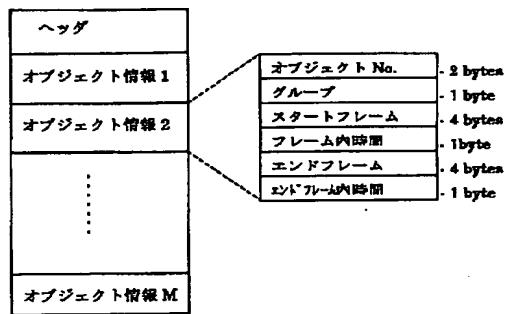 ヘッダ
オブジェクト情報1
オブジェクト情報2
オブジェクト情報M
オブジェクト No. - 2 bytes
グループ - 1 byte
スタートフレーム - 4 bytes
フレーム内時間 - 1byte
エンドフレーム - 4 bytes
ｴﾝﾄﾞﾌﾚｰﾑ内時間 - 1 byte